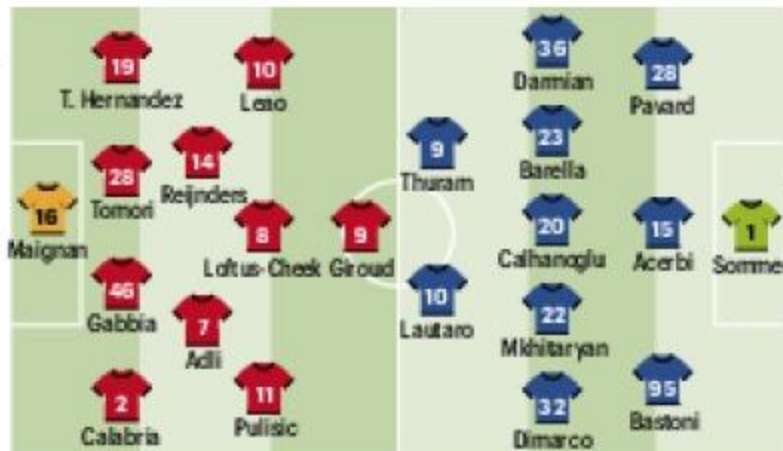 19
T. Hernandez
10
Leao
36
Darmian
28
Pavard
14
Reijnders
9
Thuram
23
Barella
28
Tomori
16
Maignan
8
Loftus-Cheek
9
Giroud
20
Calhanoglu
15
Acerbi
1
Sommer
46
Gabbia
7
Adli
10
Lautaro
22
Mkhitaryan
2
Calabria
11
Pulisic
32
Dimarco
95
Bastoni